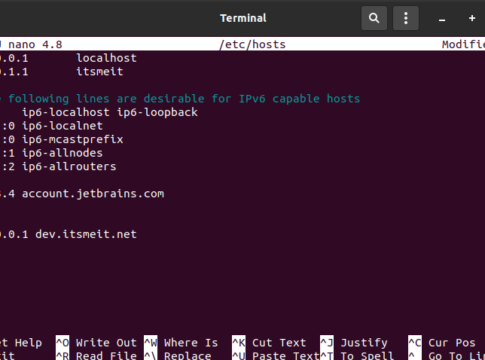 Terminal
nano 4.8 /etc/hosts Modifie
.0.1 localhost
.1.1 itsmeit
following lines are desirable for IPv6 capable hosts
ip6-localhost ip6-loopback
:0 ip6-localnet
:0 ip6-mcastprefix
:1 ip6-allnodes
:2 ip6-allrouters
.4 account.jetbrains.com
.0.1 dev.itsmeit.net
et Help ^O Write Out ^W Where Is ^K Cut Text ^J Justify ^C Cur Pos
it ^R Read File ^\ Replace ^U Paste Text ^T To Spell ^_ Go To Li